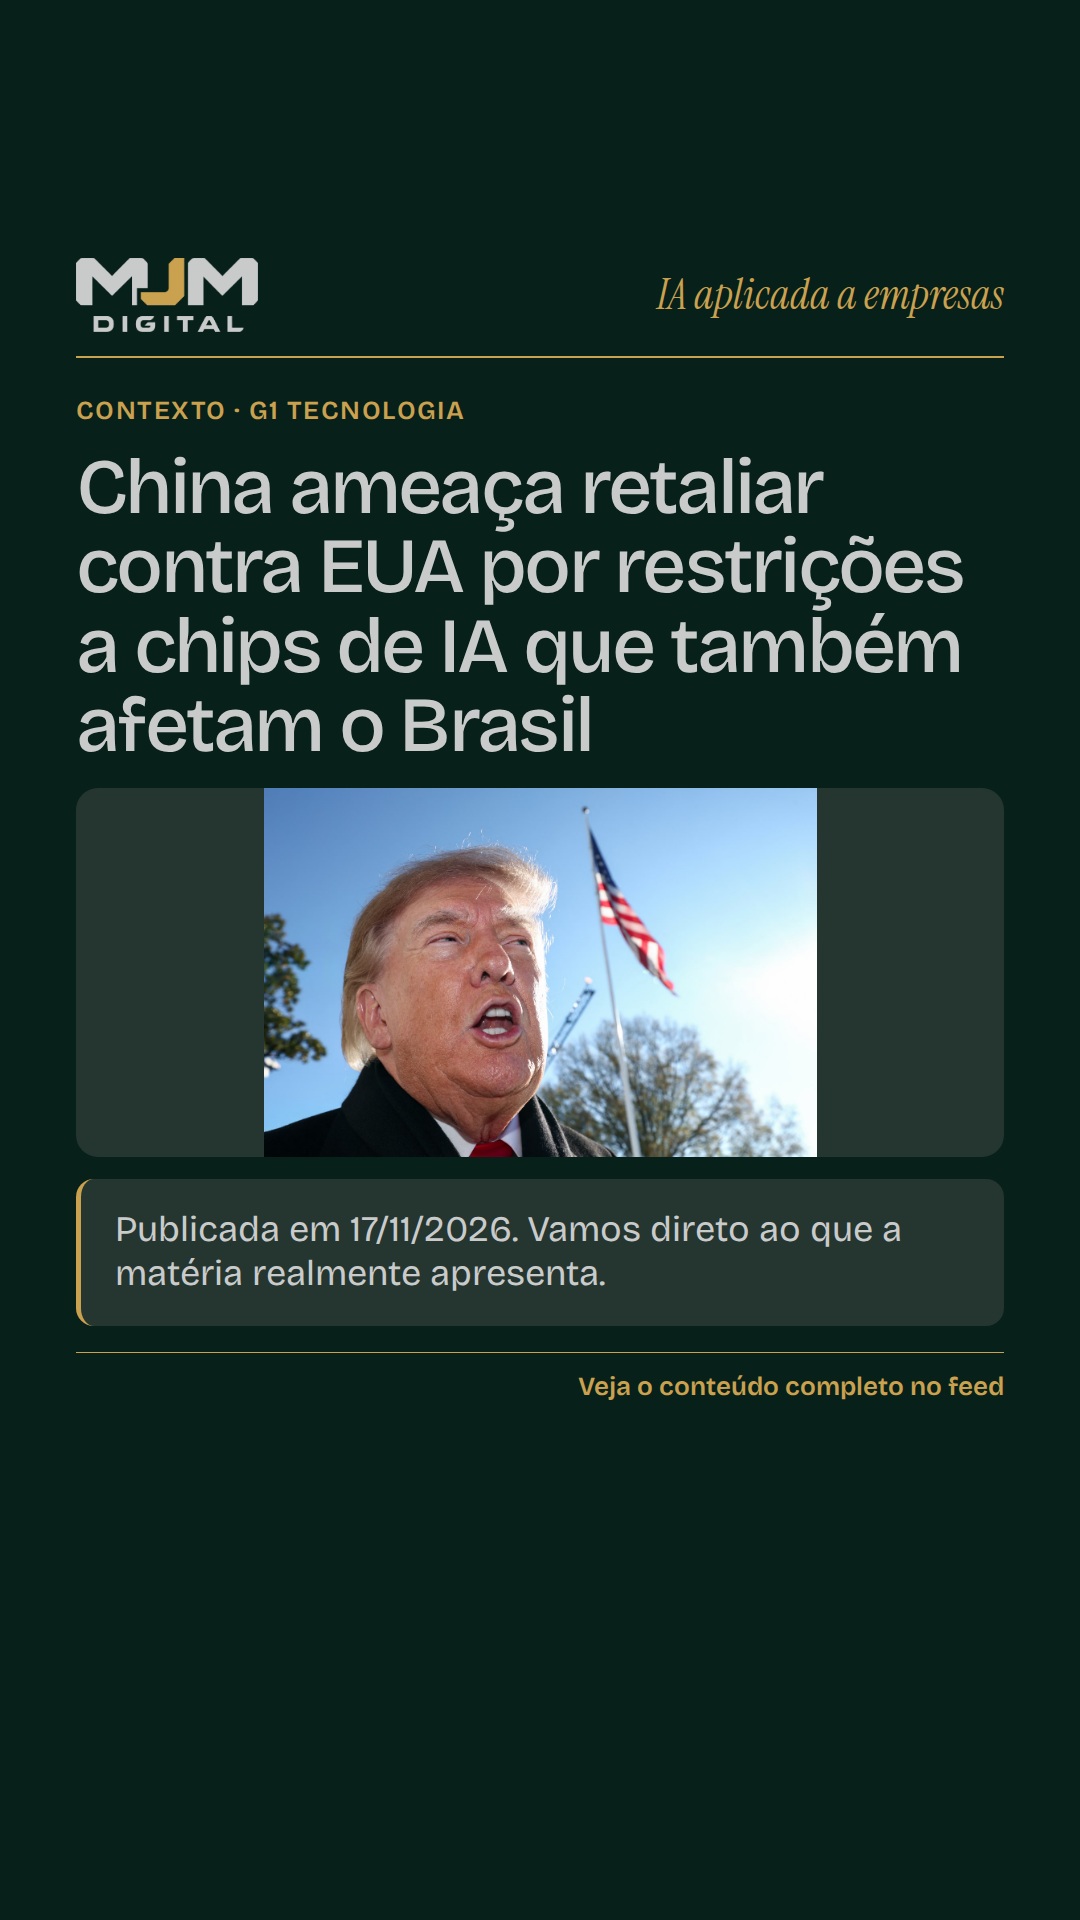 MJM
DIGITAL
IA aplicada a empresas
CONTEXTO · G1 TECNOLOGIA
China ameaça retaliar
contra EUA por restrições
a chips de IA que também
afetam o Brasil
Publicada em 17/11/2026. Vamos direto ao que a
matéria realmente apresenta.
Veja o conteúdo completo no feed